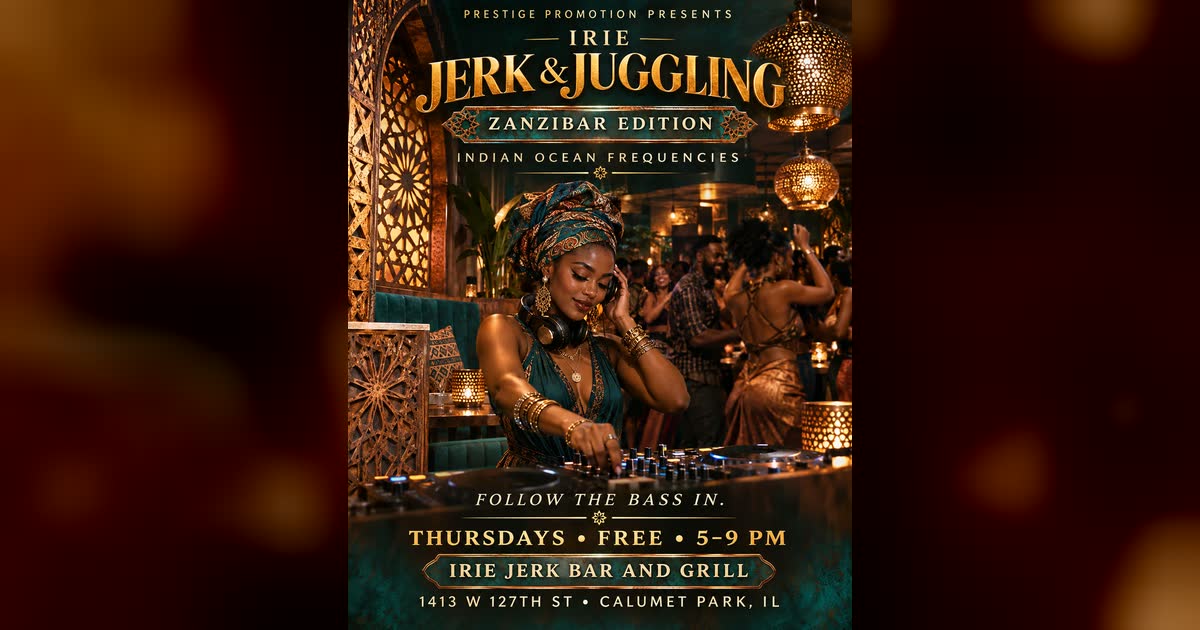 PRESTIGE PROMOTION PRESENTS
IRIE
JERK & JUGGLING
ZANZIBAR EDITION
INDIAN OCEAN FREQUENCIES
FOLLOW THE BASS IN.
THURSDAYS • FREE • 5–9 PM
IRIE JERK BAR AND GRILL
1413 W 127TH ST • CALUMET PARK, IL